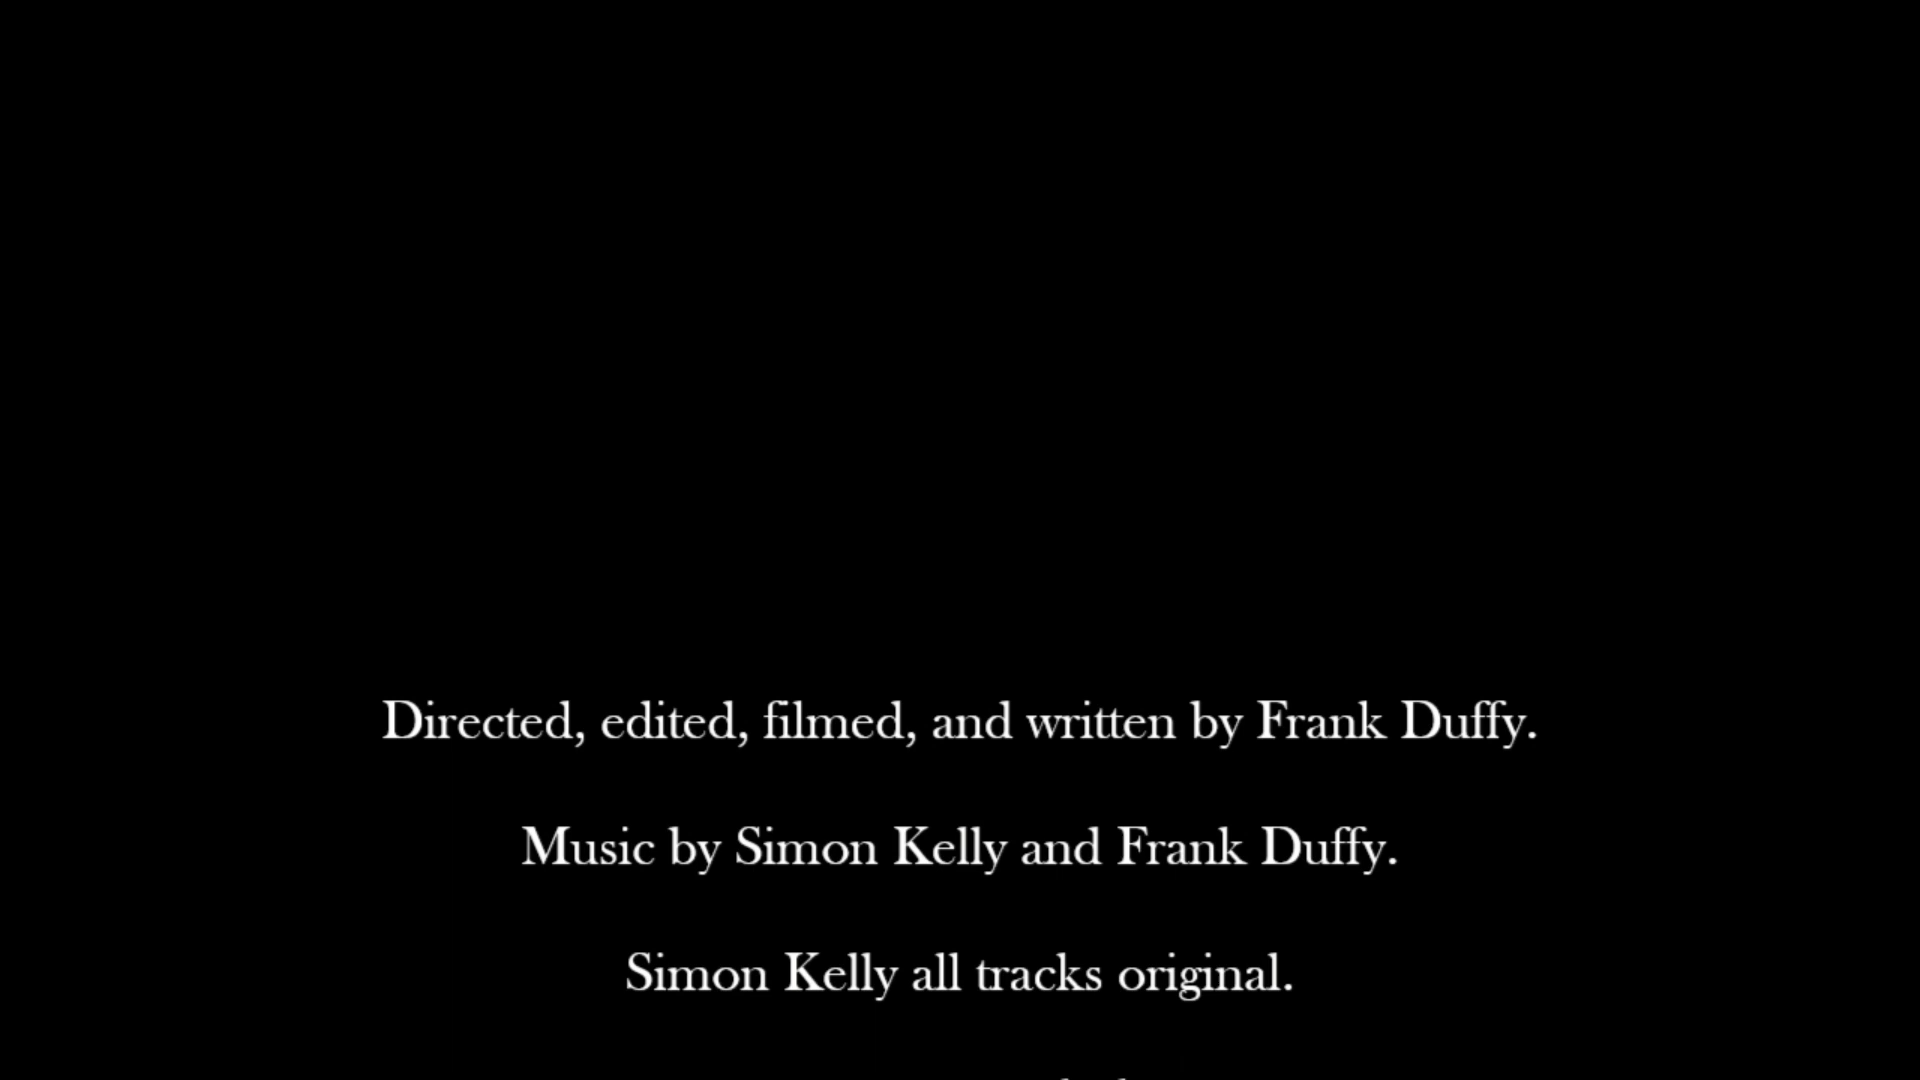 Directed, edited, filmed, and written by Frank Duffy.
Music by Simon Kelly and Frank Duffy.
Simon Kelly all tracks original.